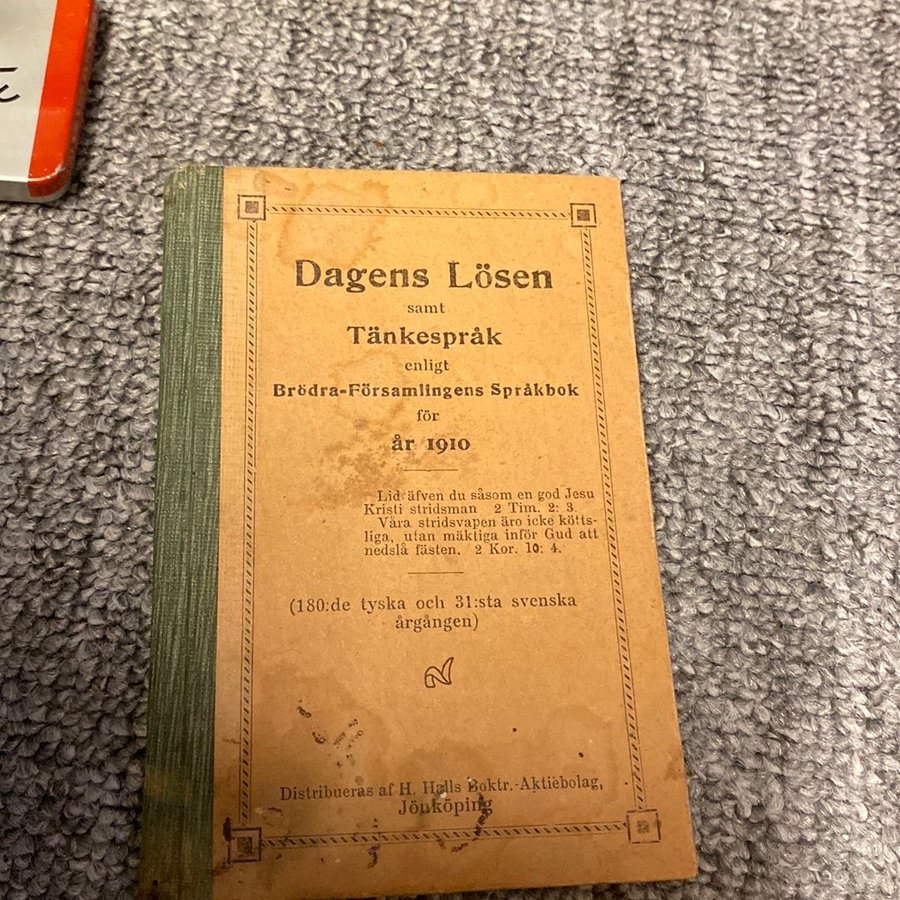 Dagens Lösen
samt
Tänkespråk
enligt
Brödra-Församlingens Språkbok
för
år 1910
Lid äfven du såsom en god Jesu
Kristi stridsman 2 Tim. 2: 3.
Våra stridsvapen äro icke kötts-
liga, utan mäktiga inför Gud att
nedslå fästen. 2 Kor. 10: 4.
(180:de tyska och 31:sta svenska
årgången)
Distribueras af H. Halls Boktr.-Aktiebolag,
Jönköping